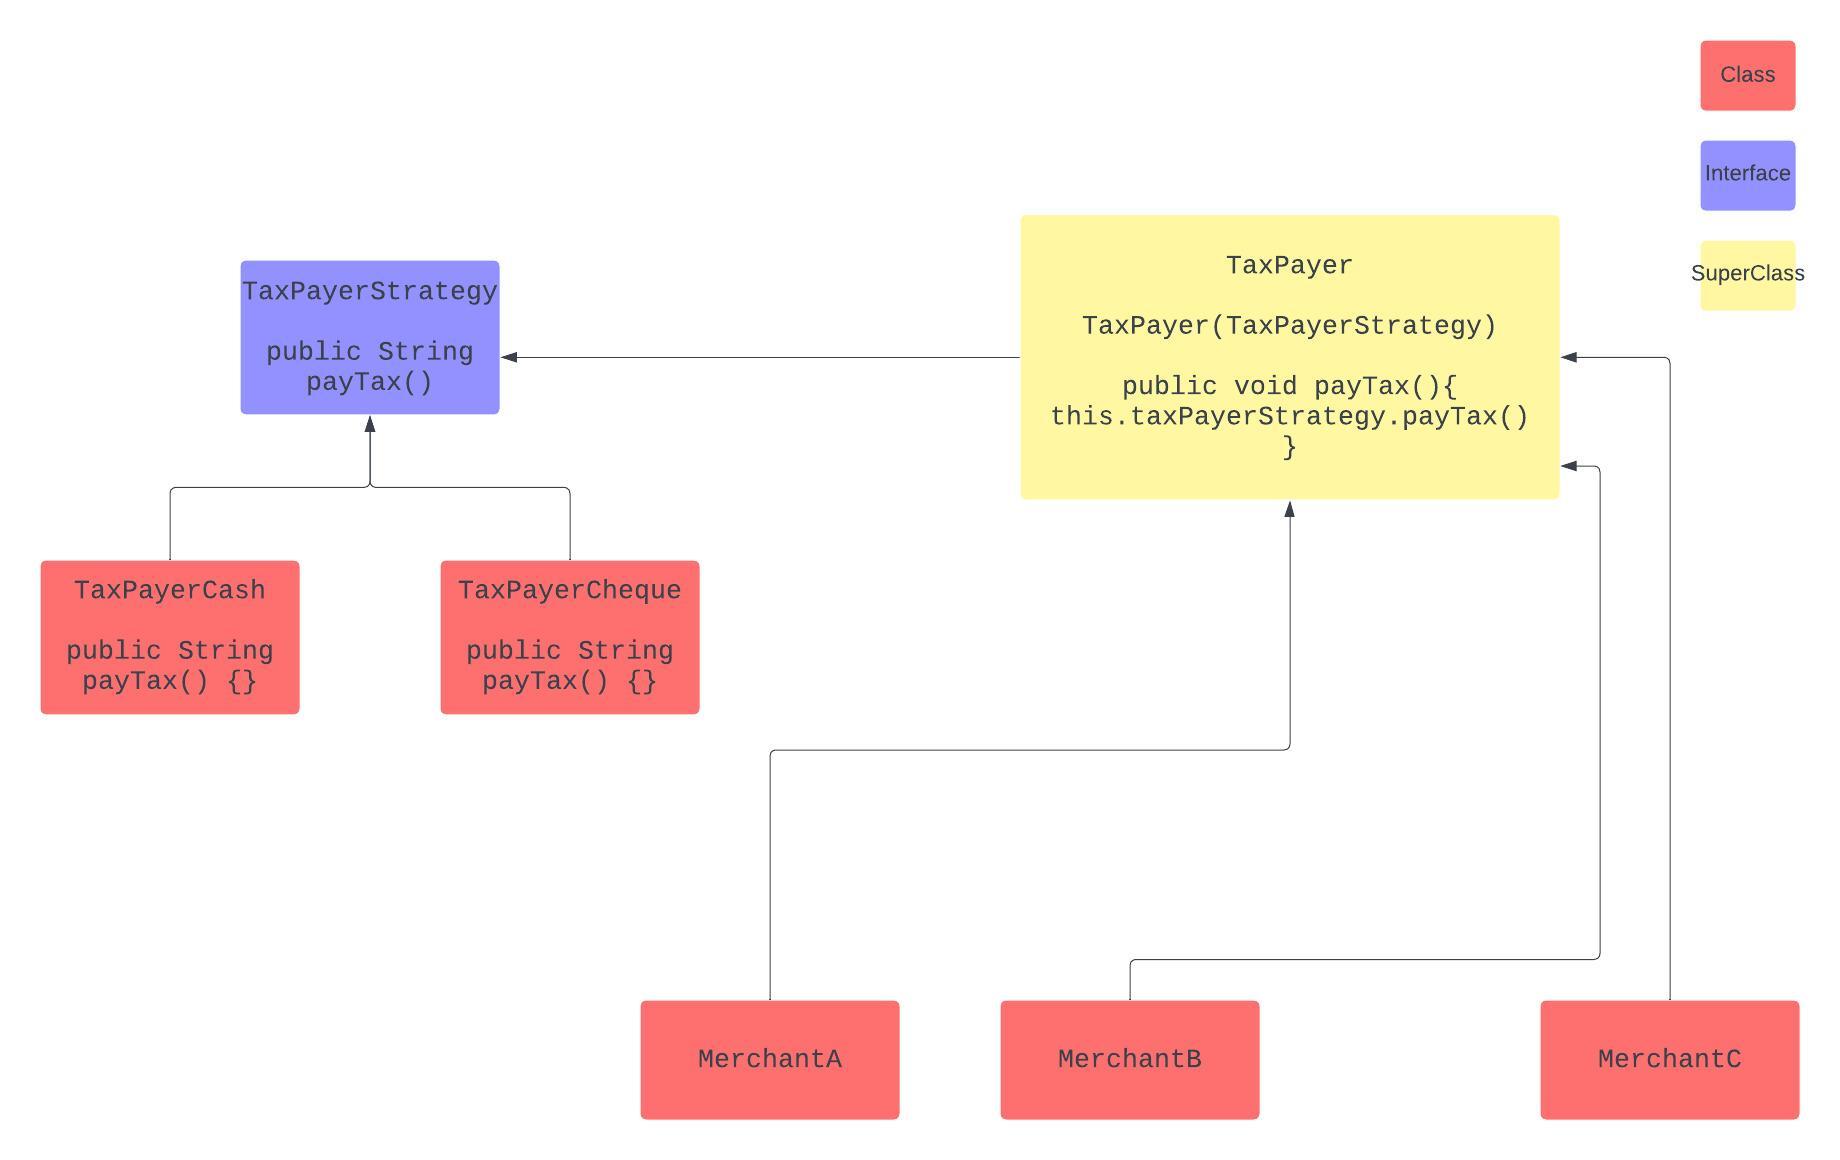 Class
Interface
SuperClass
TaxPayerStrategy
public String
payTax()
TaxPayer
TaxPayer(TaxPayerStrategy)
public void payTax(){
this.taxPayerStrategy.payTax()
}
TaxPayerCash
public String
payTax() {}
TaxPayerCheque
public String
payTax() {}
MerchantA
MerchantB
MerchantC